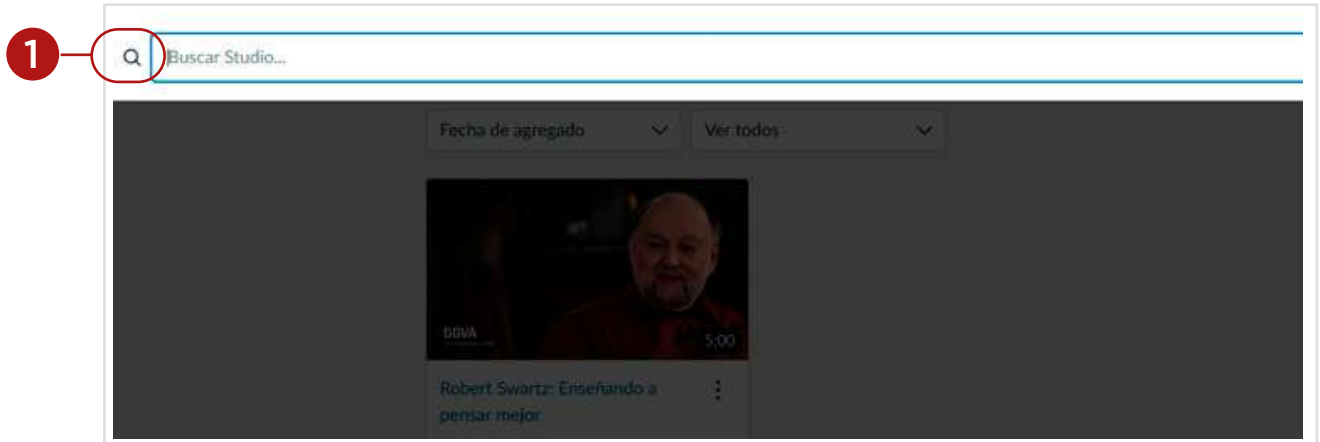 1
Buscar Studio...
Fecha de agregado
Ver todos
BBVA
5:00
Robert Swartz: Enseñando a
pensar mejor